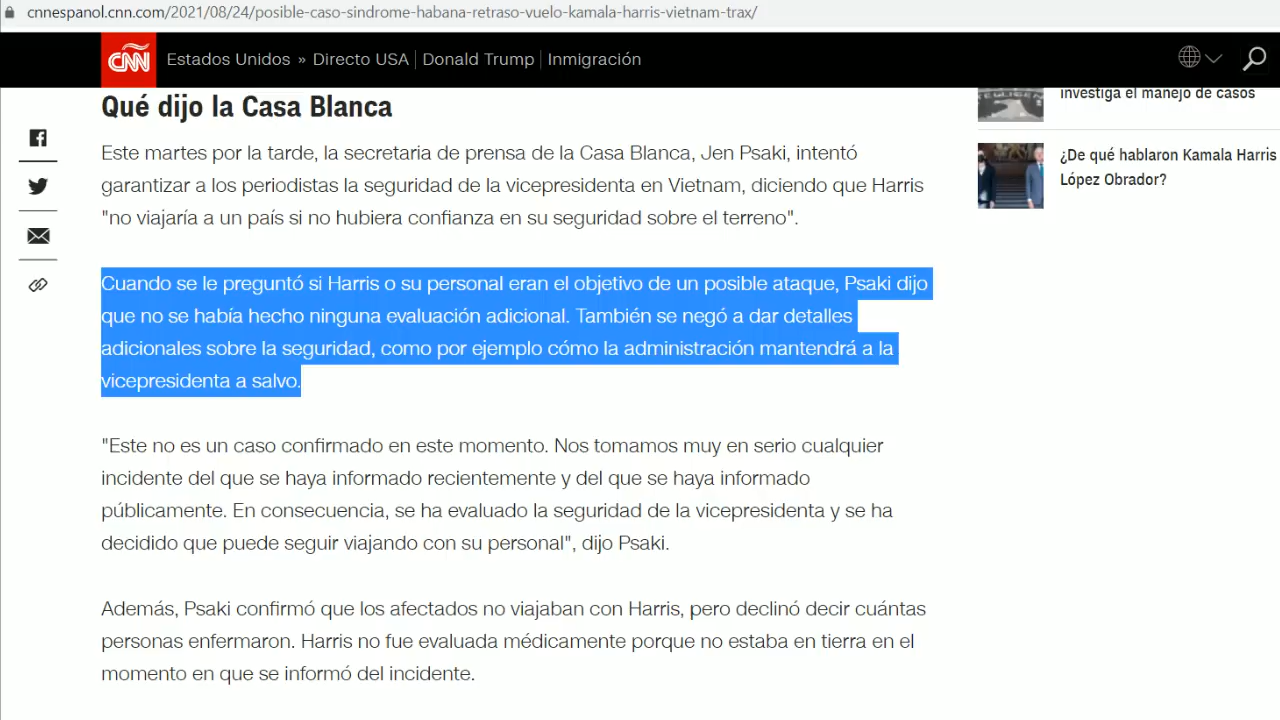 cnnespanol.cnn.com/2021/08/24/posible-caso-sindrome-habana-retraso-vuelo-kamala-harris-vietnam-trax/
CNN Estados Unidos » Directo USA | Donald Trump | Inmigración
Qué dijo la Casa Blanca
Este martes por la tarde, la secretaria de prensa de la Casa Blanca, Jen Psaki, intentó
garantizar a los periodistas la seguridad de la vicepresidenta en Vietnam, diciendo que Harris
"no viajaría a un país si no hubiera confianza en su seguridad sobre el terreno".
Cuando se le preguntó si Harris o su personal eran el objetivo de un posible ataque, Psaki dijo
que no se había hecho ninguna evaluación adicional. También se negó a dar detalles
adicionales sobre la seguridad, como por ejemplo cómo la administración mantendrá a la
vicepresidenta a salvo.
"Este no es un caso confirmado en este momento. Nos tomamos muy en serio cualquier
incidente del que se haya informado recientemente y del que se haya informado
públicamente. En consecuencia, se ha evaluado la seguridad de la vicepresidenta y se ha
decidido que puede seguir viajando con su personal", dijo Psaki.
Además, Psaki confirmó que los afectados no viajaban con Harris, pero declinó decir cuántas
personas enfermaron. Harris no fue evaluada médicamente porque no estaba en tierra en el
momento en que se informó del incidente.
investiga el manejo de casos
¿De qué hablaron Kamala Harris
López Obrador?